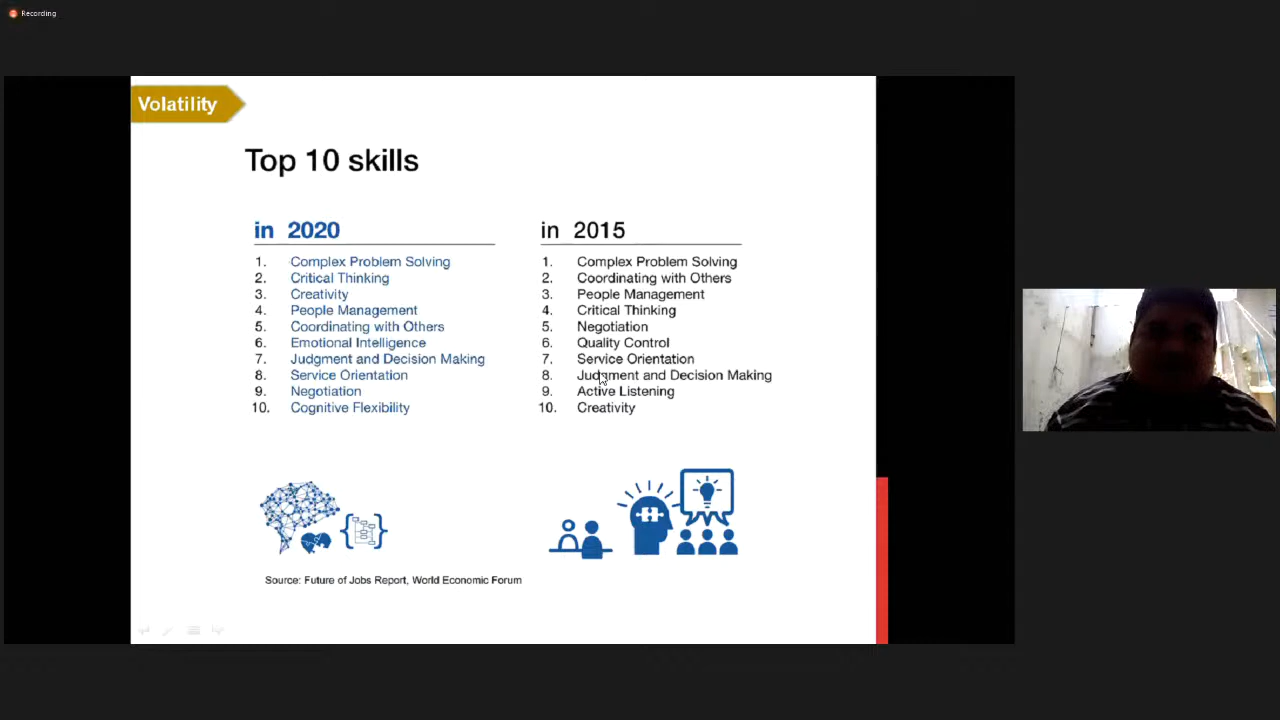 Recording
Volatility
Top 10 skills
in 2020
1. Complex Problem Solving
2. Critical Thinking
3. Creativity
4. People Management
5. Coordinating with Others
6. Emotional Intelligence
7. Judgment and Decision Making
8. Service Orientation
9. Negotiation
10. Cognitive Flexibility
in 2015
1. Complex Problem Solving
2. Coordinating with Others
3. People Management
4. Critical Thinking
5. Negotiation
6. Quality Control
7. Service Orientation
8. Judgment and Decision Making
9. Active Listening
10. Creativity
Source: Future of Jobs Report, World Economic Forum